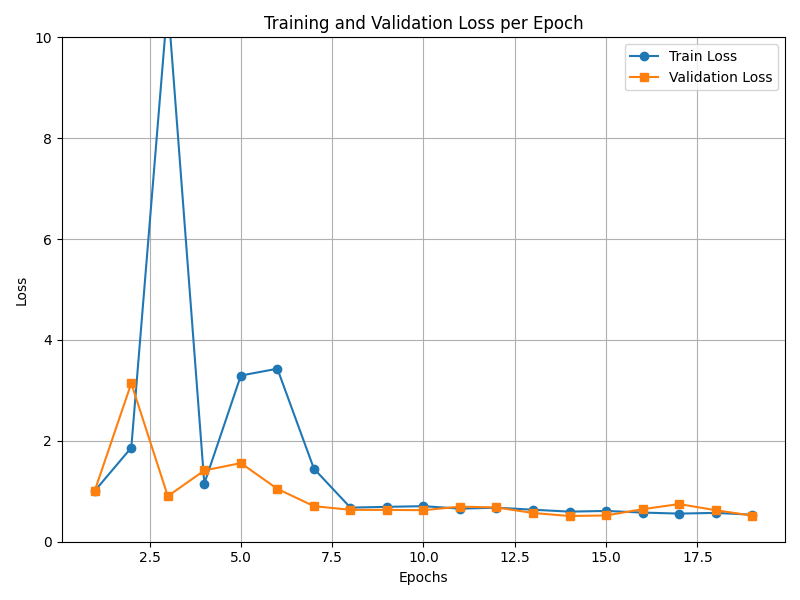 Training and Validation Loss per Epoch
Train Loss
Validation Loss
10
8
6
4
2
0
Loss
2.5 5.0 7.5 10.0 12.5 15.0 17.5
Epochs